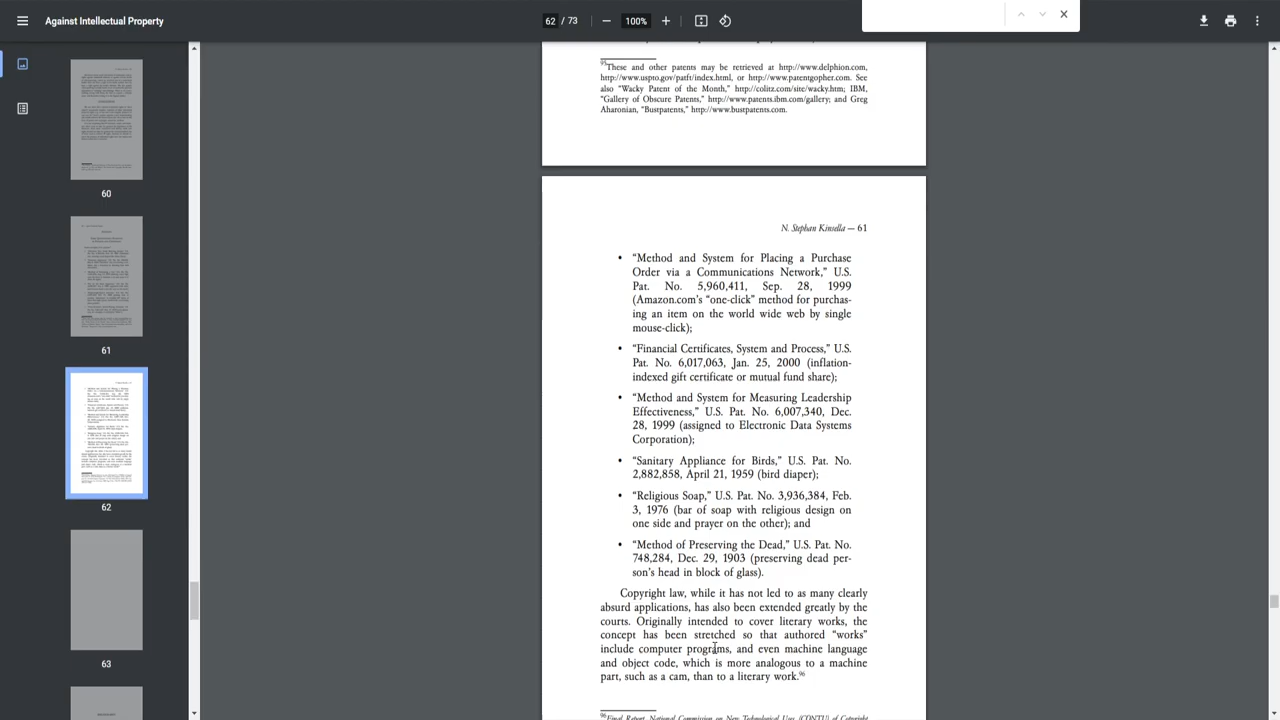 Against Intellectual Property
62 / 73
100%
60
61
62
63
95These and other patents may be retrieved at http://www.delphion.com,
http://www.uspto.gov/patft/index.html, or http://www.patentgopher.com. See
also “Wacky Patent of the Month,” http://colitz.com/site/wacky.htm; IBM,
“Gallery of Obscure Patents,” http://www.patents.ibm.com/gallery; and Greg
Aharonian, “Bustpatents,” http://www.bustpatents.com.
N. Stephan Kinsella — 61
• “Method and System for Placing a Purchase
Order via a Communications Network,” U.S.
Pat. No. 5,960,411, Sep. 28, 1999
(Amazon.com’s “one-click” method for purchas-
ing an item on the world wide web by single
mouse-click);
• “Financial Certificates, System and Process,” U.S.
Pat. No. 6,017,063, Jan. 25, 2000 (inflation-
indexed gift certificate or mutual fund share);
• “Method and System for Measuring Leadership
Effectiveness,” U.S. Pat. No. 6,007,340, Dec.
28, 1999 (assigned to Electronic Data Systems
Corporation);
• “Sanitary Appliance for Birds,” U.S. Pat. No.
2,882,858, April 21, 1959 (bird diaper);
• “Religious Soap,” U.S. Pat. No. 3,936,384, Feb.
3, 1976 (bar of soap with religious design on
one side and prayer on the other); and
• “Method of Preserving the Dead,” U.S. Pat. No.
748,284, Dec. 29, 1903 (preserving dead per-
son’s head in block of glass).
Copyright law, while it has not led to as many clearly
absurd applications, has also been extended greatly by the
courts. Originally intended to cover literary works, the
concept has been stretched so that authored “works”
include computer programs, and even machine language
and object code, which is more analogous to a machine
part, such as a cam, than to a literary work.96
96Final Report, National Commission on New Technological Uses (CONTU) of Copyright